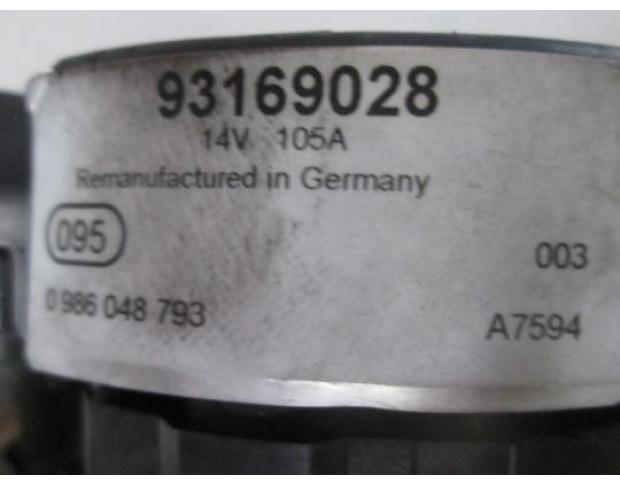 93169028
14V 105A
Remanufactured in Germany
095
003
0 986 048 793
A7594